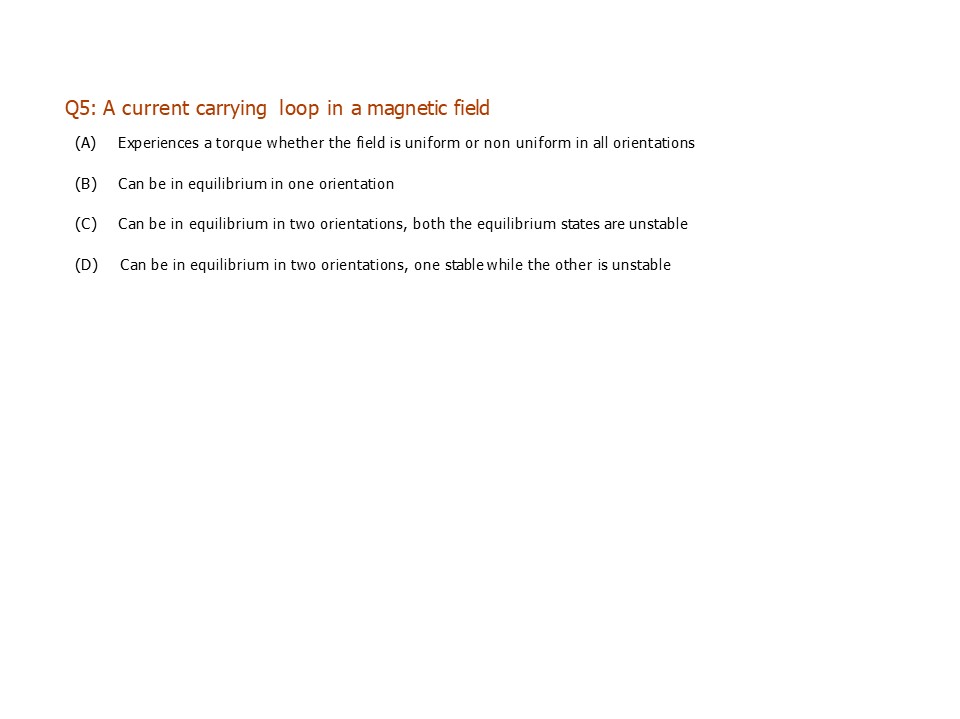 Q5: A current carrying loop in a magnetic field
(A) Experiences a torque whether the field is uniform or non uniform in all orientations
(B) Can be in equilibrium in one orientation
(C) Can be in equilibrium in two orientations, both the equilibrium states are unstable
(D) Can be in equilibrium in two orientations, one stable while the other is unstable